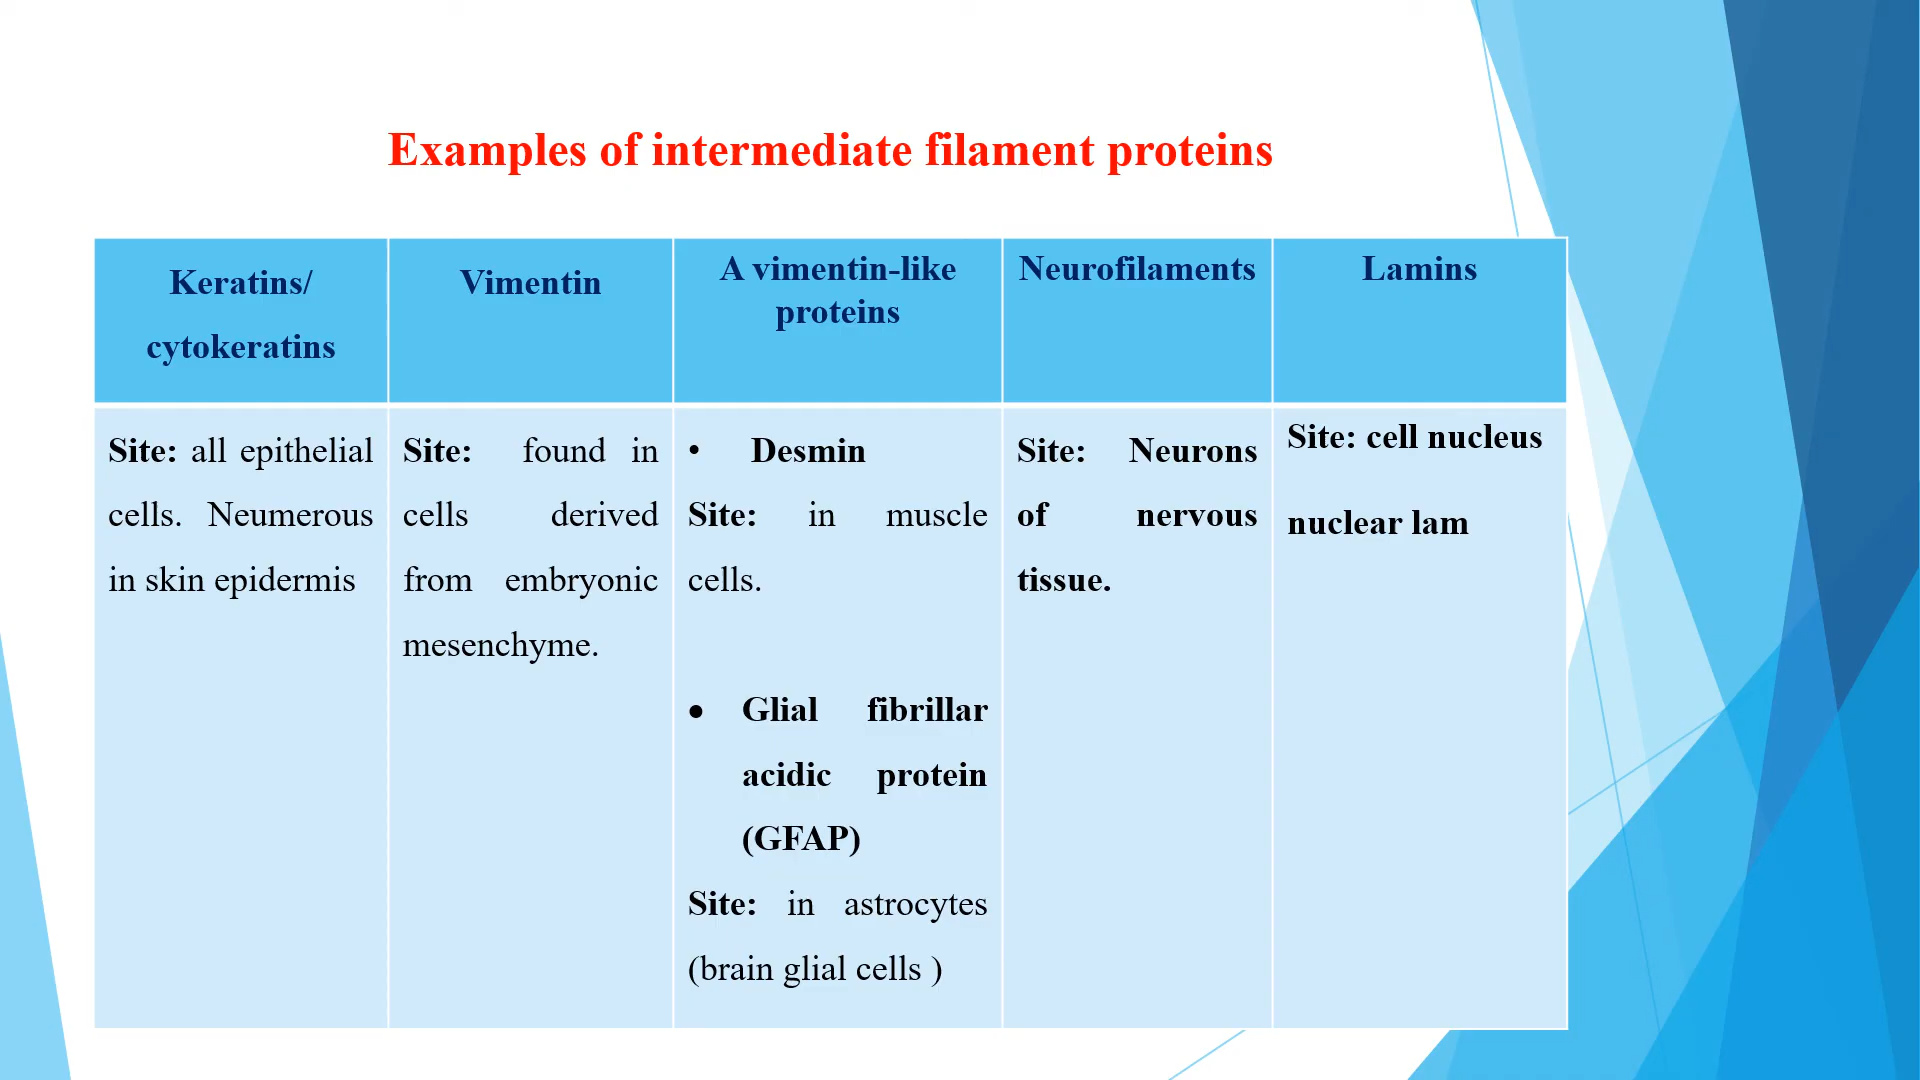 Examples of intermediate filament proteins
Keratins/
cytokeratins
Vimentin
A vimentin-like
proteins
Neurofilaments
Lamins
Site: all epithelial
cells. Neumerous
in skin epidermis
Site: found in
cells derived
from embryonic
mesenchyme.
• Desmin
Site: in muscle
cells.
• Glial fibrillar
acidic protein
(GFAP)
Site: in astrocytes
(brain glial cells )
Site: Neurons
of nervous
tissue.
Site: cell nucleus
nuclear lam